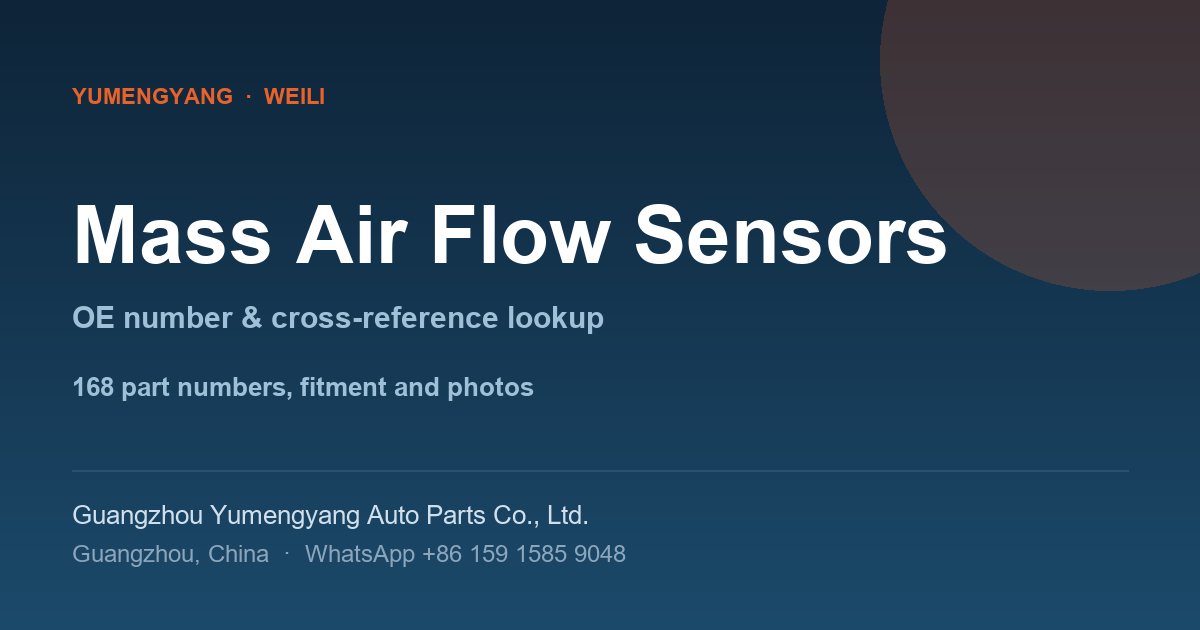 YUMENGYANG · WEILI
Mass Air Flow Sensors
OE number & cross-reference lookup
168 part numbers, fitment and photos
Guangzhou Yumengyang Auto Parts Co., Ltd.
Guangzhou, China · WhatsApp +86 159 1585 9048